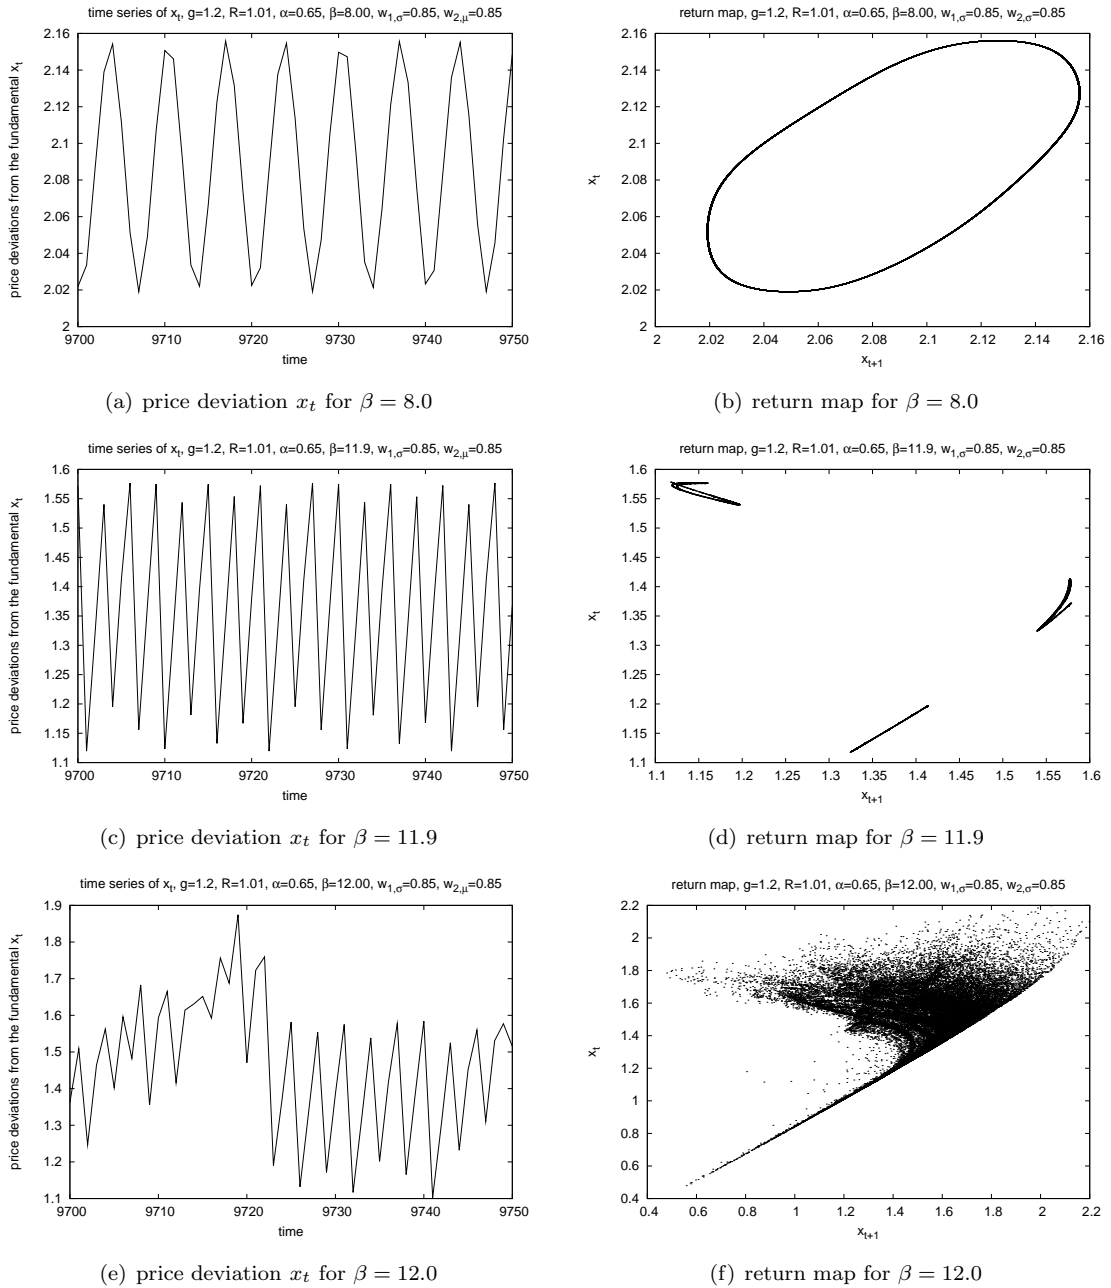 time series of x_t, g=1.2, R=1.01, α=0.65, β=8.00, w_{1,σ}=0.85, w_{2,μ}=0.85
price deviations from the fundamental x_t
2.16
2.14
2.12
2.1
2.08
2.06
2.04
2.02
2
9700 9710 9720 9730 9740 9750
time
(a) price deviation x_t for β = 8.0
return map, g=1.2, R=1.01, α=0.65, β=8.00, w_{1,σ}=0.85, w_{2,σ}=0.85
x_t
2.16
2.14
2.12
2.1
2.08
2.06
2.04
2.02
2
2 2.02 2.04 2.06 2.08 2.1 2.12 2.14 2.16
x_{t+1}
(b) return map for β = 8.0
time series of x_t, g=1.2, R=1.01, α=0.65, β=11.9, w_{1,σ}=0.85, w_{2,μ}=0.85
price deviations from the fundamental x_t
1.6
1.55
1.5
1.45
1.4
1.35
1.3
1.25
1.2
1.15
1.1
9700 9710 9720 9730 9740 9750
time
(c) price deviation x_t for β = 11.9
return map, g=1.2, R=1.01, α=0.65, β=11.9, w_{1,σ}=0.85, w_{2,σ}=0.85
x_t
1.6
1.55
1.5
1.45
1.4
1.35
1.3
1.25
1.2
1.15
1.1
1.1 1.15 1.2 1.25 1.3 1.35 1.4 1.45 1.5 1.55 1.6
x_{t+1}
(d) return map for β = 11.9
time series of x_t, g=1.2, R=1.01, α=0.65, β=12.00, w_{1,σ}=0.85, w_{2,μ}=0.85
price deviations from the fundamental x_t
1.9
1.8
1.7
1.6
1.5
1.4
1.3
1.2
1.1
9700 9710 9720 9730 9740 9750
time
(e) price deviation x_t for β = 12.0
return map, g=1.2, R=1.01, α=0.65, β=12.00, w_{1,σ}=0.85, w_{2,σ}=0.85
x_t
2.2
2
1.8
1.6
1.4
1.2
1
0.8
0.6
0.4
0.4 0.6 0.8 1 1.2 1.4 1.6 1.8 2 2.2
x_{t+1}
(f) return map for β = 12.0